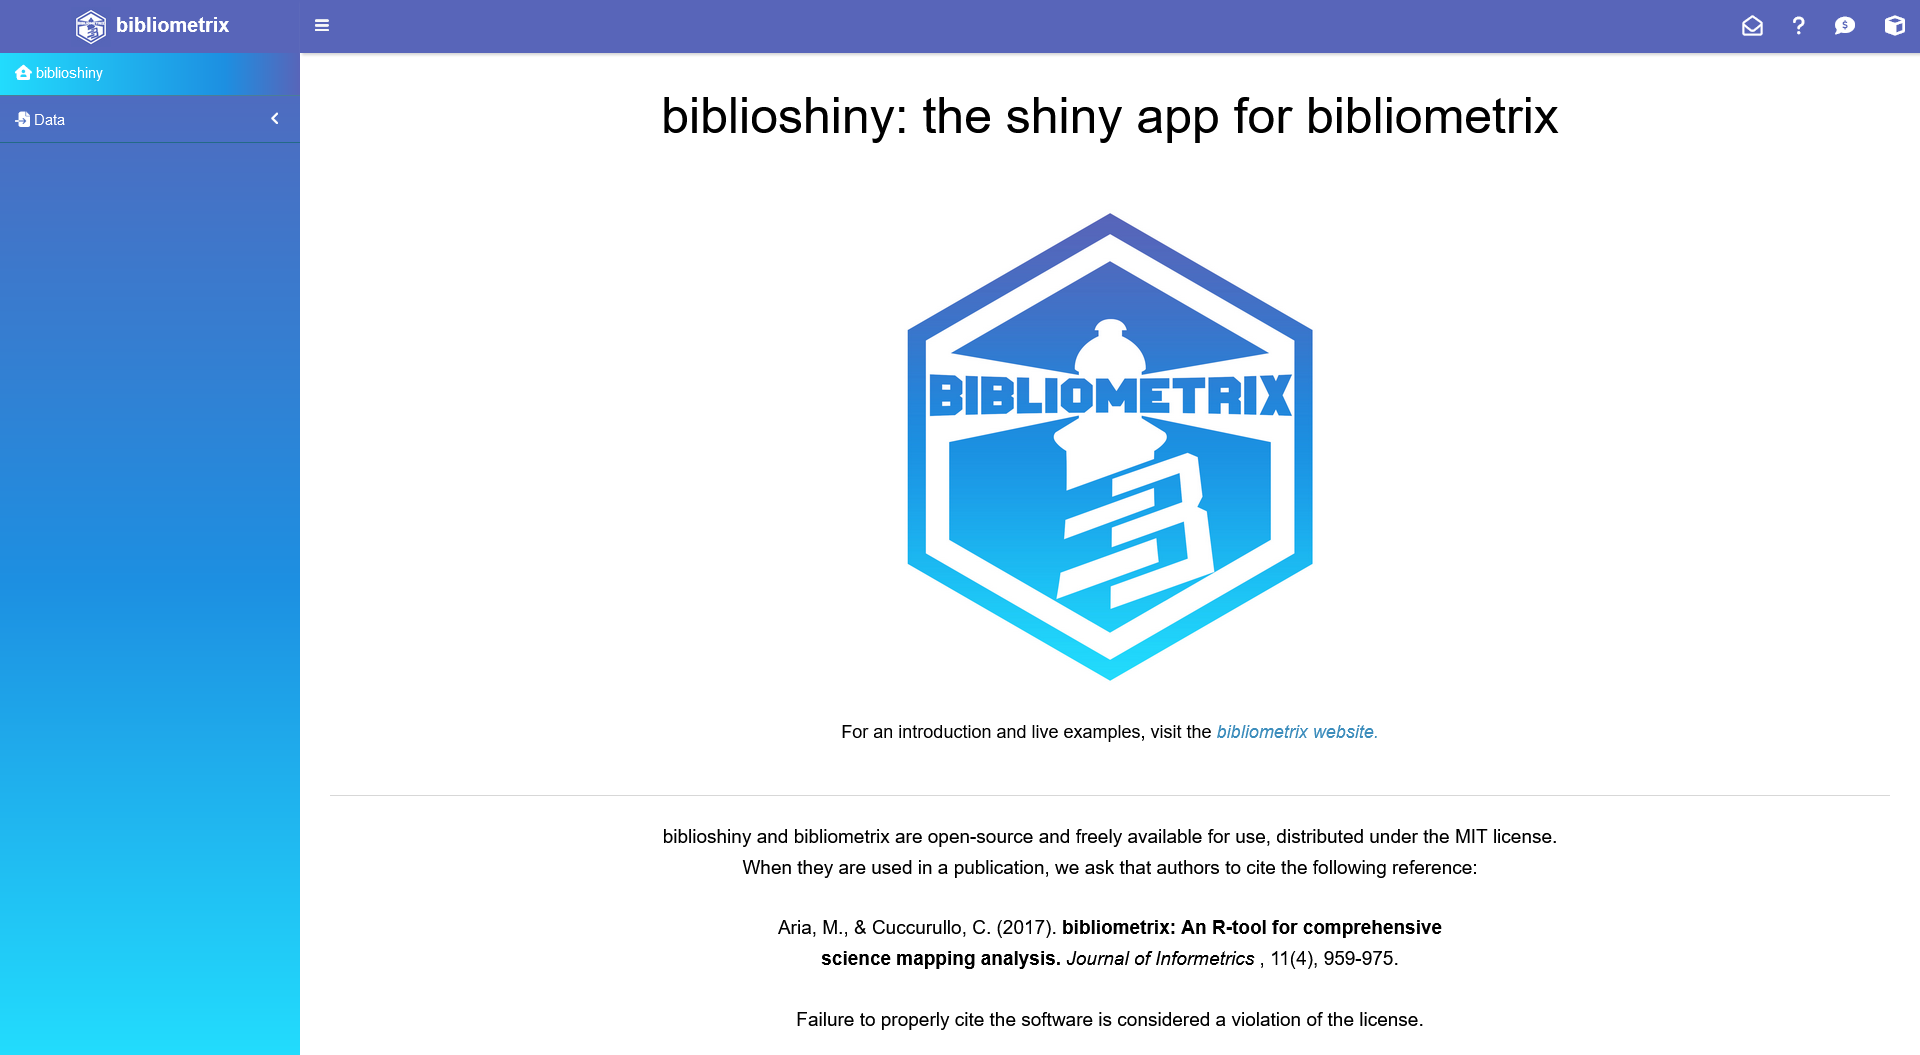 bibliometrix
biblioshiny
Data
biblioshiny: the shiny app for bibliometrix
BIBLIOMETRIX
For an introduction and live examples, visit the bibliometrix website.
biblioshiny and bibliometrix are open-source and freely available for use, distributed under the MIT license.
When they are used in a publication, we ask that authors to cite the following reference:
Aria, M., & Cuccurullo, C. (2017). bibliometrix: An R-tool for comprehensive
science mapping analysis. Journal of Informetrics , 11(4), 959-975.
Failure to properly cite the software is considered a violation of the license.